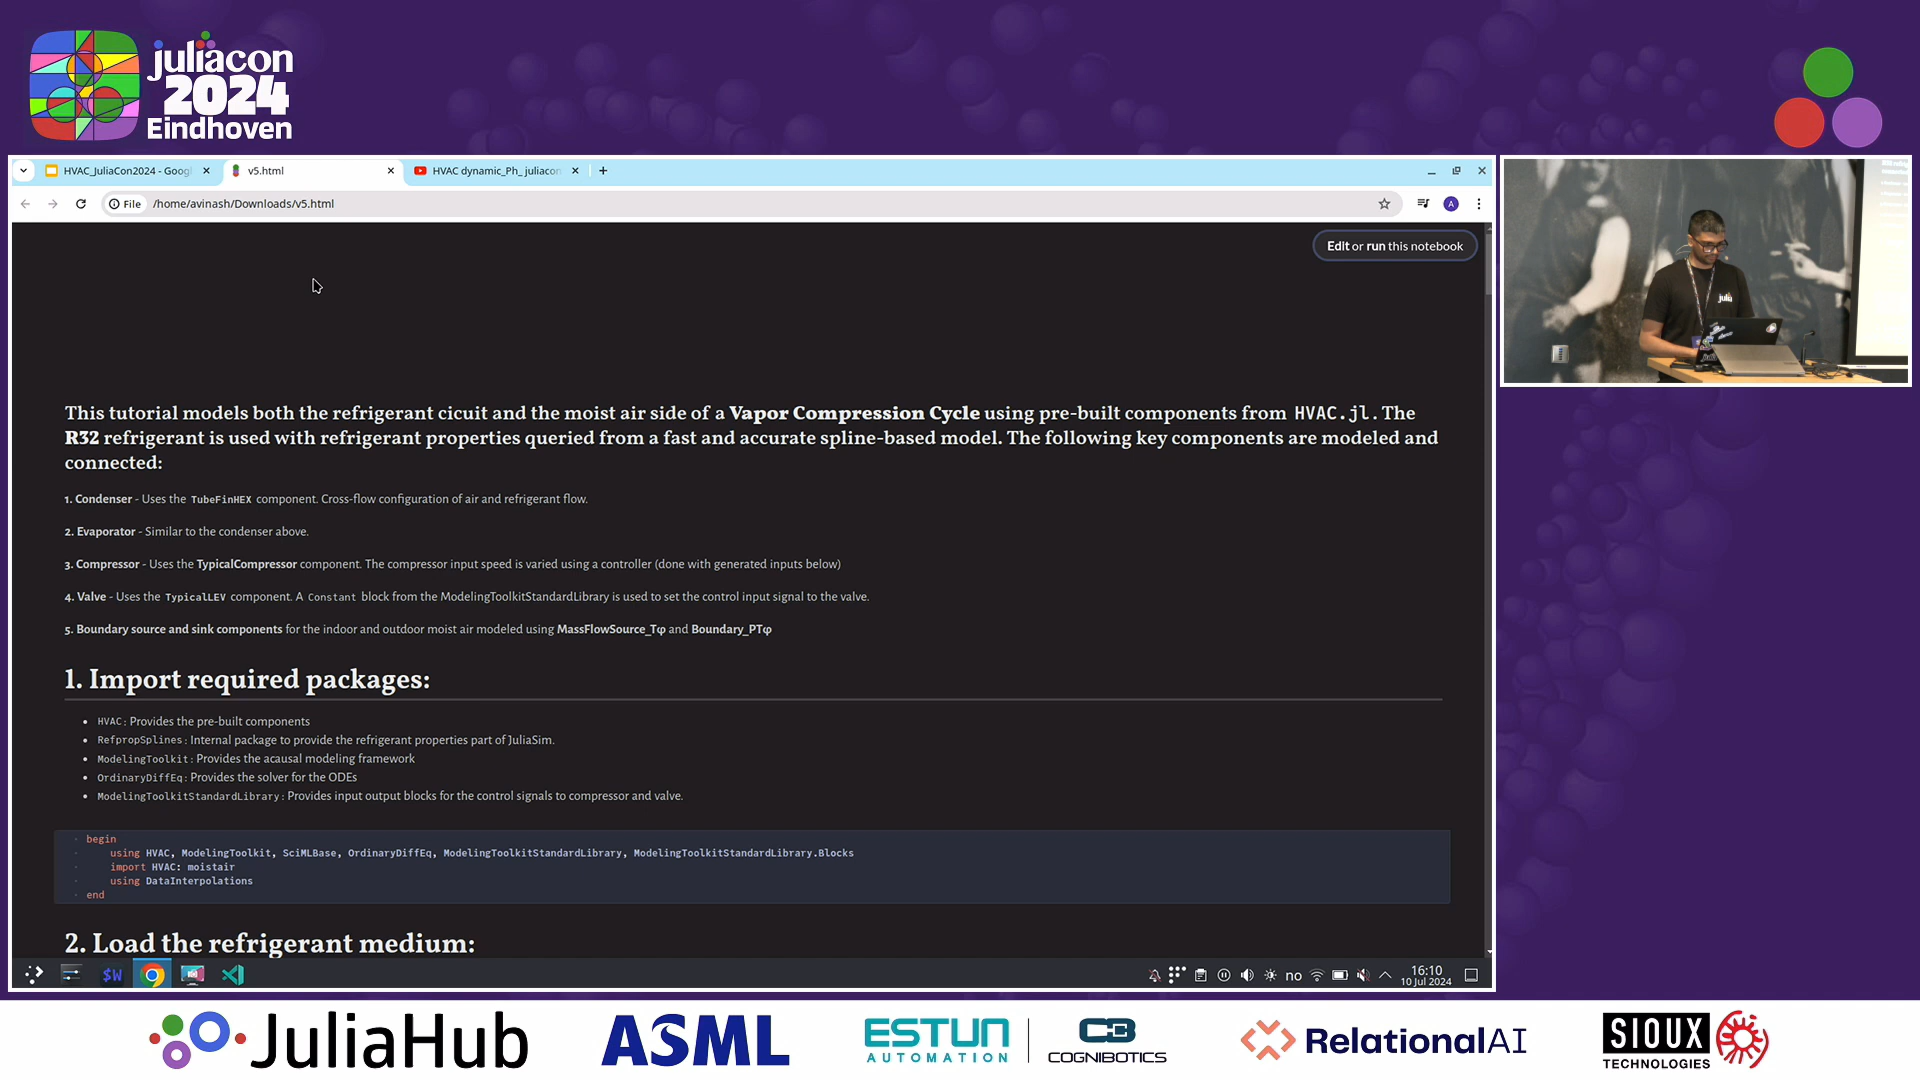 juliacon
2024
Eindhoven
HVAC_JuliaCon2024 - Googl
v5.html
HVAC dynamic_Ph_ juliacon
File /home/avinash/Downloads/v5.html
A
Edit or run this notebook
This tutorial models both the refrigerant cicuit and the moist air side of a Vapor Compression Cycle using pre-built components from HVAC.jl. The
R32 refrigerant is used with refrigerant properties queried from a fast and accurate spline-based model. The following key components are modeled and
connected:
1. Condenser - Uses the TubeFinHEX component. Cross-flow configuration of air and refrigerant flow.
2. Evaporator - Similar to the condenser above.
3. Compressor - Uses the TypicalCompressor component. The compressor input speed is varied using a controller (done with generated inputs below)
4. Valve - Uses the TypicalLEV component. A Constant block from the ModelingToolkitStandardLibrary is used to set the control input signal to the valve.
5. Boundary source and sink components for the indoor and outdoor moist air modeled using MassFlowSource_Tφ and Boundary_PTφ
1. Import required packages:
• HVAC: Provides the pre-built components
• RefpropSplines: Internal package to provide the refrigerant properties part of JuliaSim.
• ModelingToolkit: Provides the acausal modeling framework
• OrdinaryDiffEq: Provides the solver for the ODEs
• ModelingToolkitStandardLibrary: Provides input output blocks for the control signals to compressor and valve.
begin
using HVAC, ModelingToolkit, SciMLBase, OrdinaryDiffEq, ModelingToolkitStandardLibrary, ModelingToolkitStandardLibrary.Blocks
import HVAC: moistair
using DataInterpolations
end
2. Load the refrigerant medium:
$W
no
16:10
10 Jul 2024
julia
JuliaHub
ASML
ESTUN
AUTOMATION
COGNIBOTICS
RelationalAI
SIOUX
TECHNOLOGIES